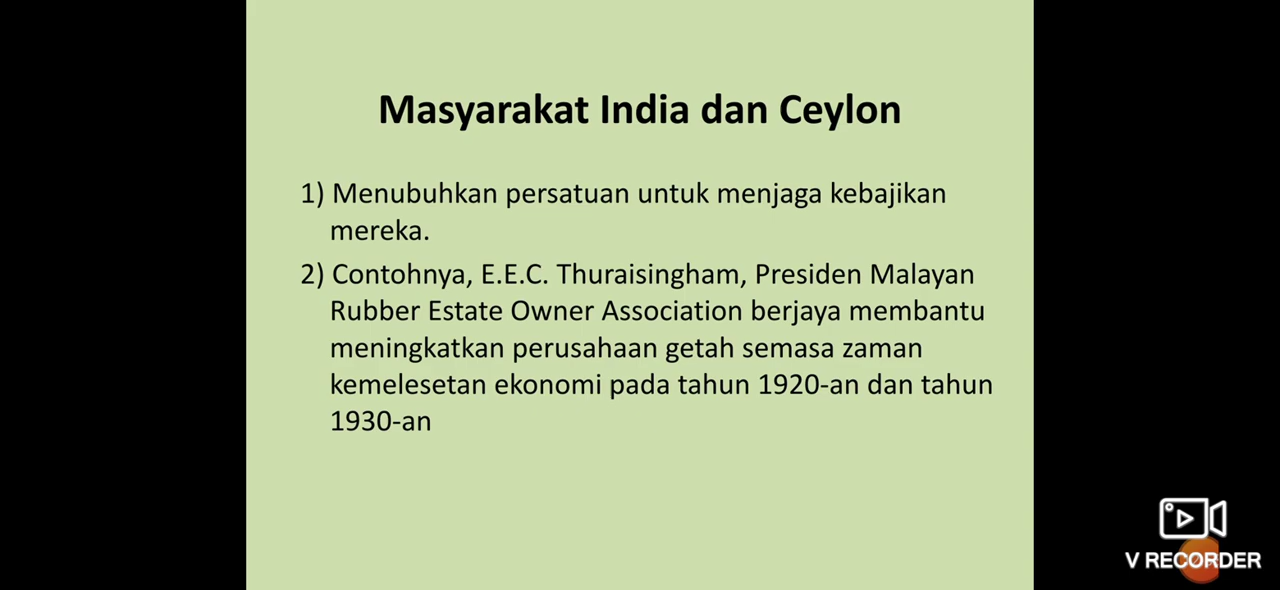 Masyarakat India dan Ceylon
1) Menubuhkan persatuan untuk menjaga kebajikan
mereka.
2) Contohnya, E.E.C. Thuraisingham, Presiden Malayan
Rubber Estate Owner Association berjaya membantu
meningkatkan perusahaan getah semasa zaman
kemelesetan ekonomi pada tahun 1920-an dan tahun
1930-an
V RECORDER